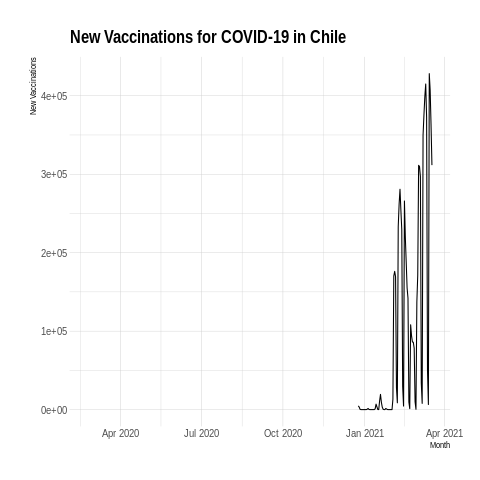 New Vaccinations for COVID-19 in Chile
New Vaccinations
4e+05
3e+05
2e+05
1e+05
0e+00
Apr 2020 Jul 2020 Oct 2020 Jan 2021 Apr 2021
Month